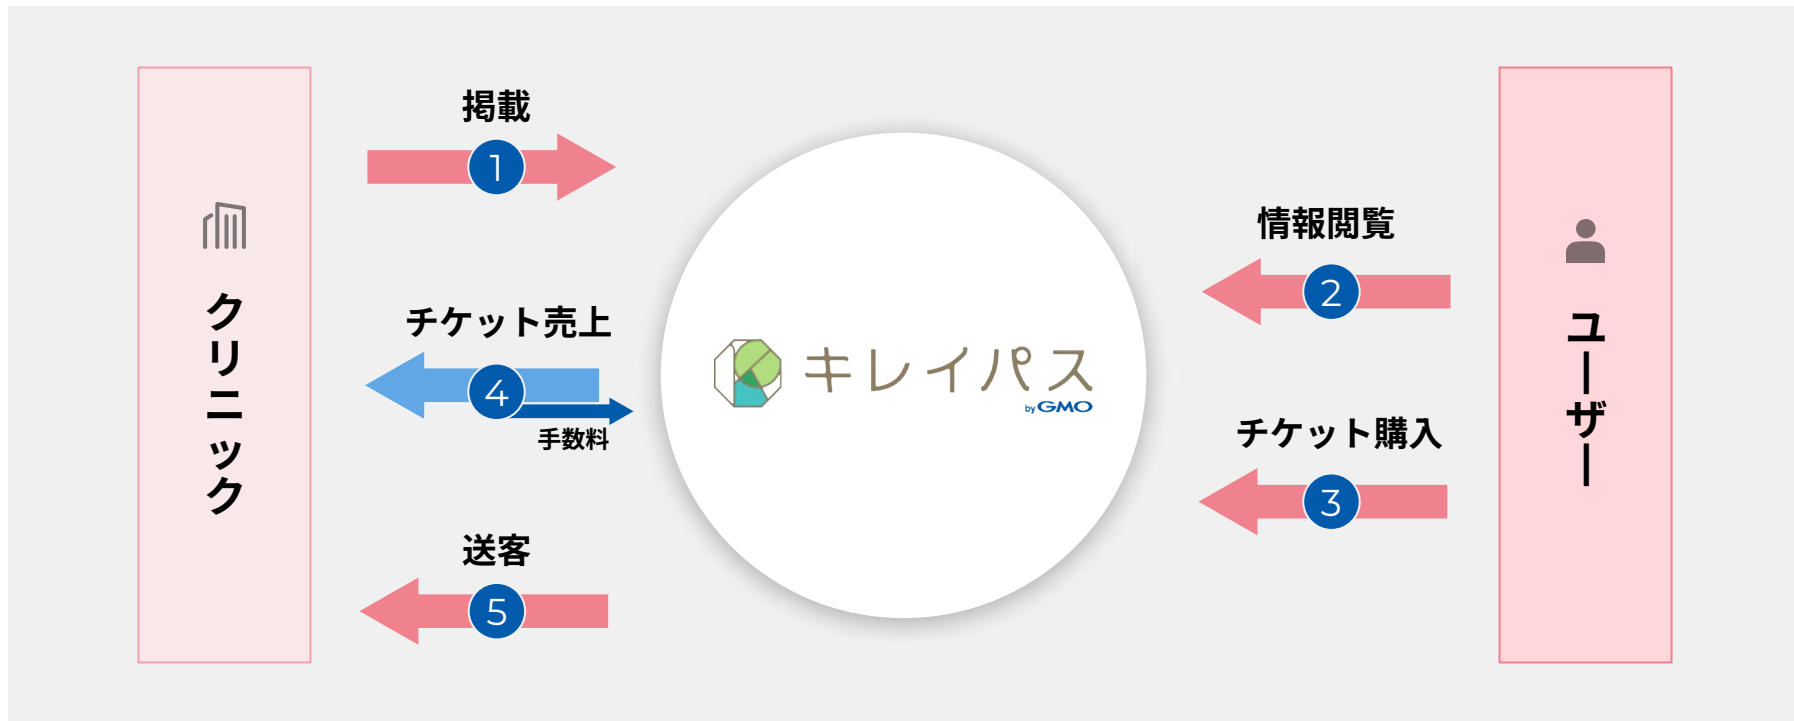 クリニック
掲載
1
チケット売上
4
手数料
送客
5
キレイパス
by GMO
情報閲覧
2
チケット購入
3
ユーザー